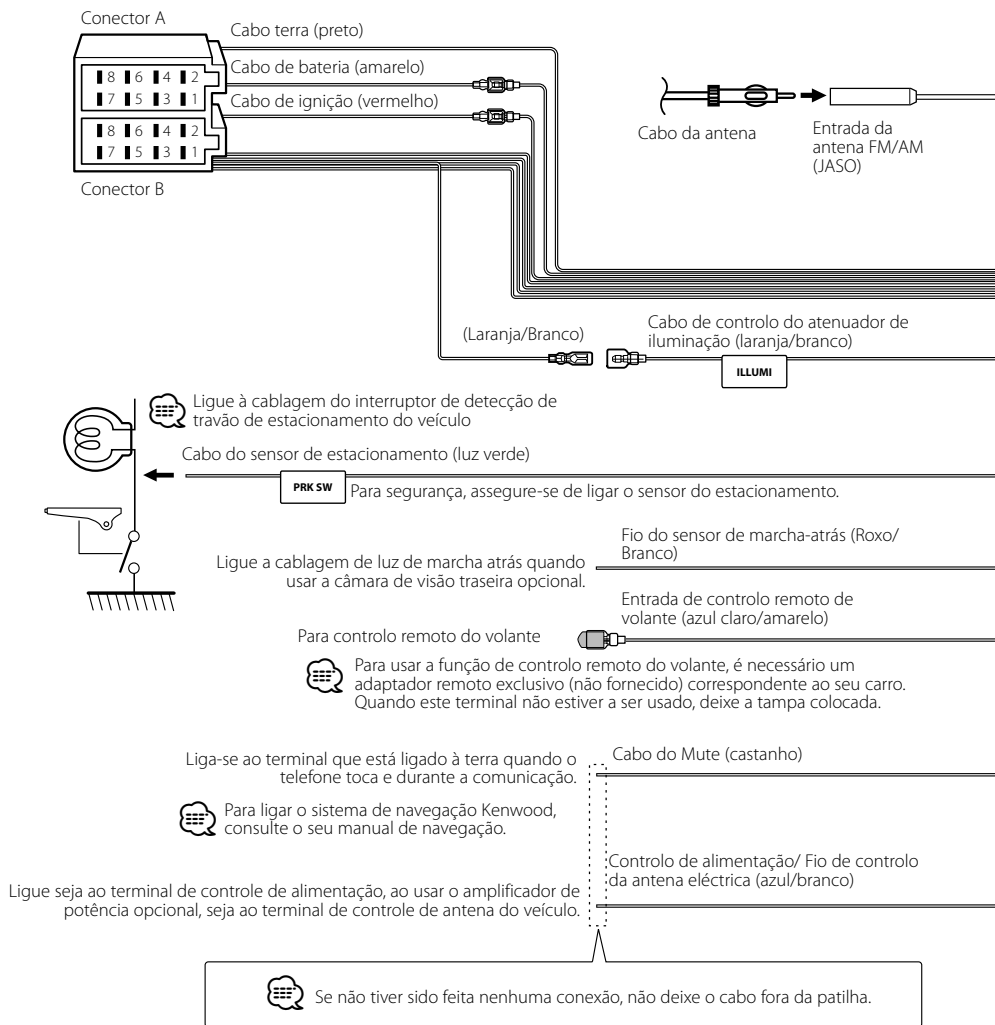 Conector A
Cabo terra (preto)
Cabo de bateria (amarelo)
8 6 4 2
7 5 3 1
Cabo de ignição (vermelho)
8 6 4 2
7 5 3 1
Conector B
Cabo da antena
Entrada da
antena FM/AM
(JASO)
(Laranja/Branco)
Cabo de controlo do atenuador de
iluminação (laranja/branco)
ILLUMI
Ligue à cablagem do interruptor de detecção de
travão de estacionamento do veículo
Cabo do sensor de estacionamento (luz verde)
PRK SW
Para segurança, assegure-se de ligar o sensor do estacionamento.
Ligue a cablagem de luz de marcha atrás quando
usar a câmara de visão traseira opcional.
Fio do sensor de marcha-atrás (Roxo/
Branco)
Entrada de controlo remoto de
volante (azul claro/amarelo)
Para controlo remoto do volante
Para usar a função de controlo remoto do volante, é necessário um
adaptador remoto exclusivo (não fornecido) correspondente ao seu carro.
Quando este terminal não estiver a ser usado, deixe a tampa colocada.
Liga-se ao terminal que está ligado à terra quando o
telefone toca e durante a comunicação.
Cabo do Mute (castanho)
Para ligar o sistema de navegação Kenwood,
consulte o seu manual de navegação.
Controlo de alimentação/ Fio de controlo
da antena eléctrica (azul/branco)
Ligue seja ao terminal de controle de alimentação, ao usar o amplificador de
potência opcional, seja ao terminal de controle de antena do veículo.
Se não tiver sido feita nenhuma conexão, não deixe o cabo fora da patilha.